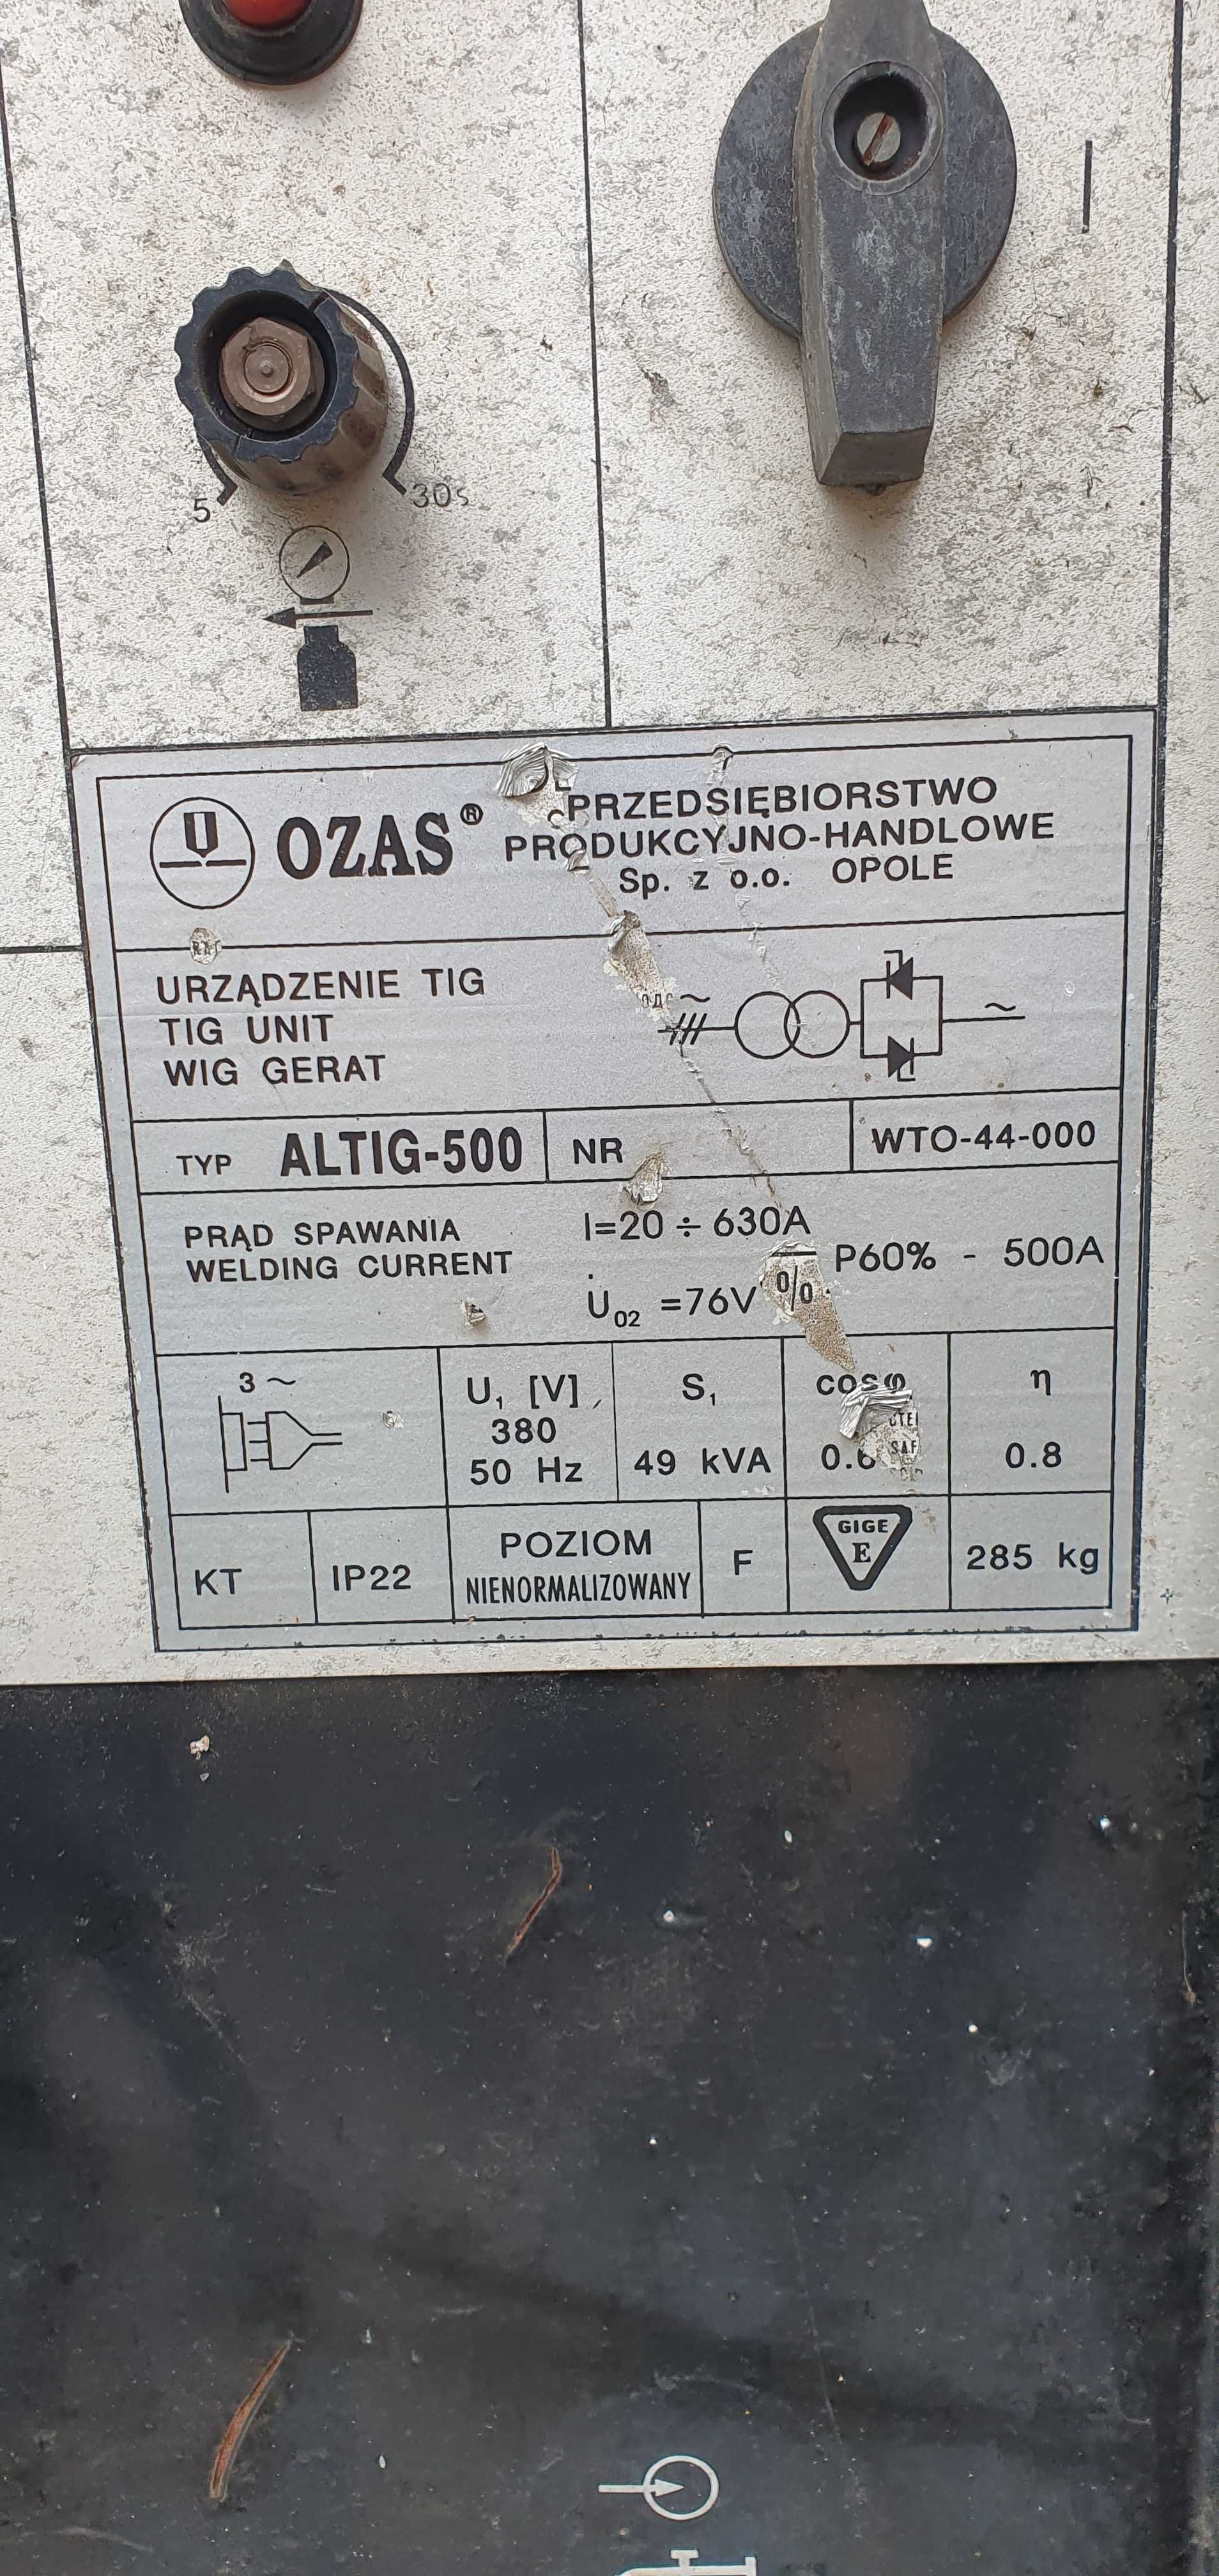 5
30s
OZAS®
PRZEDSIĘBIORSTWO
PRODUKCYJNO-HANDLOWE
Sp. z o.o. OPOLE
URZĄDZENIE TIG
TIG UNIT
WIG GERAT
TYP ALTIG-500
NR
WTO-44-000
PRĄD SPAWANIA
WELDING CURRENT
I=20 ÷ 630A
P60% - 500A
U02 =76V
%
3 ~
U1 [V]
380
50 Hz
S1
49 kVA
cosφ
η
0.8
KT
IP22
POZIOM
NIENORMALIZOWANY
F
GIGE
E
285 kg